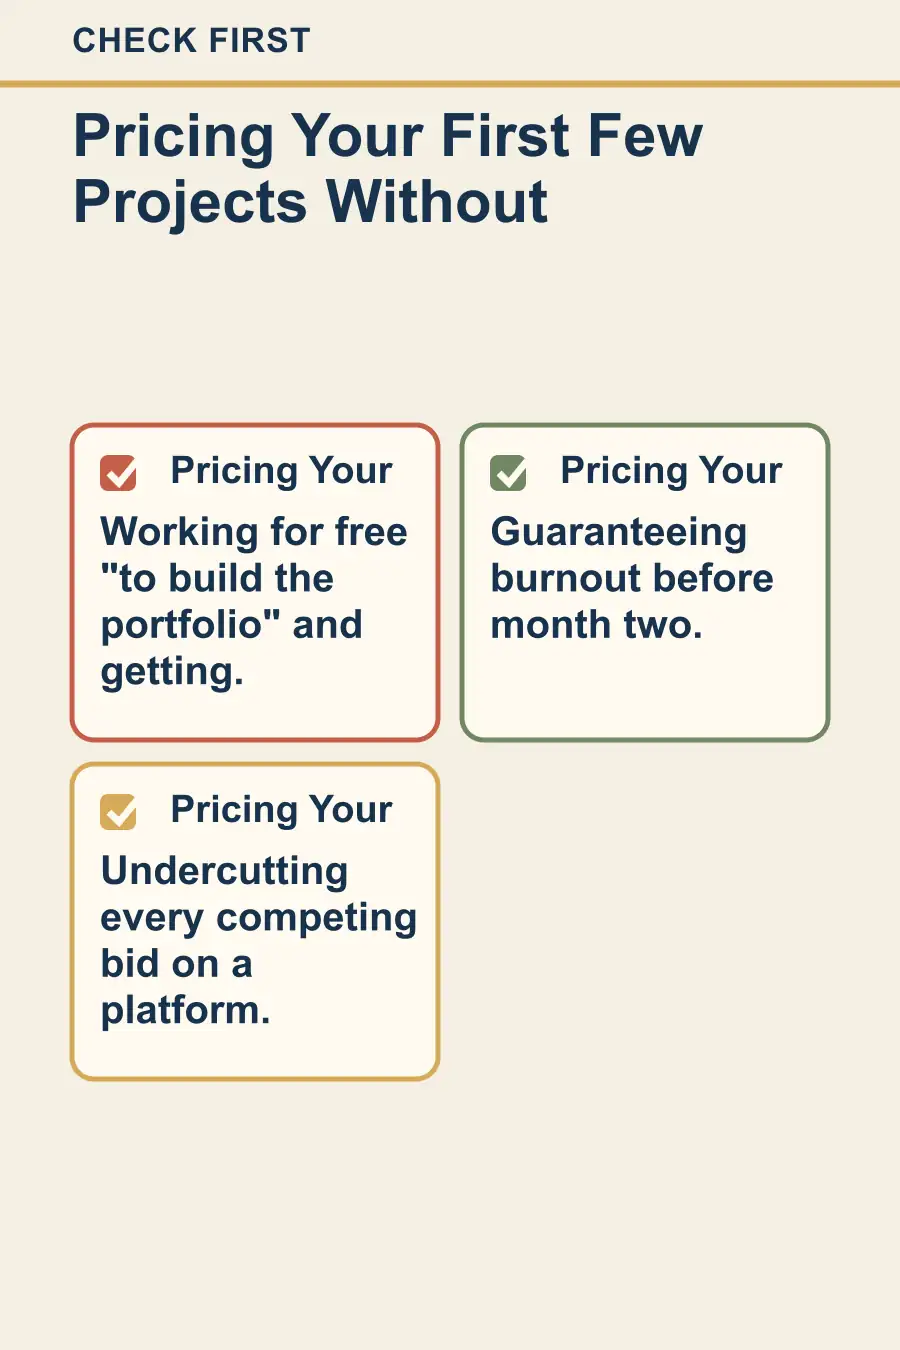 CHECK FIRST
Pricing Your First Few
Projects Without
Pricing Your
Working for free
"to build the
portfolio" and
getting.
Pricing Your
Guaranteeing
burnout before
month two.
Pricing Your
Undercutting
every competing
bid on a
platform.